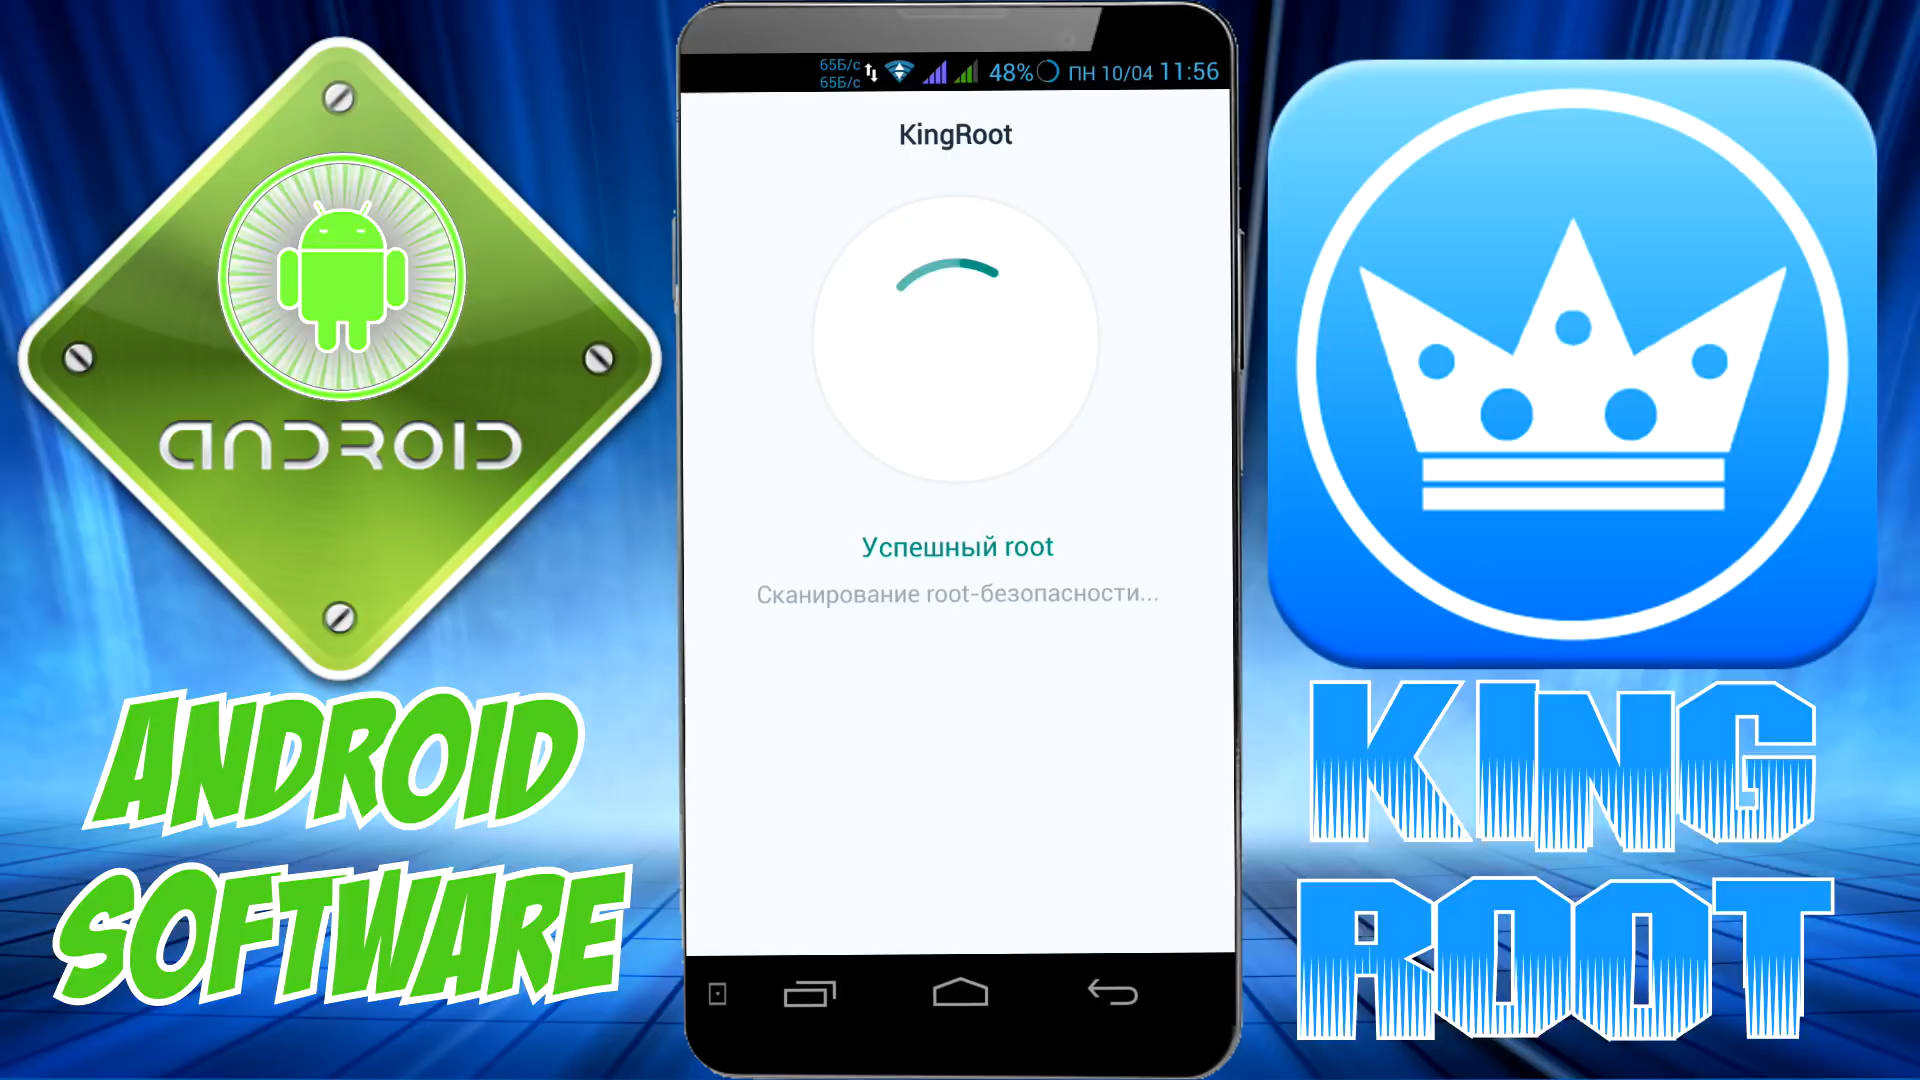 65Б/с
65Б/с
48% ПН 10/04 11:56
KingRoot
Успешный root
Сканирование root-безопасности...
ANDROID
ANDROID
SOFTWARE
KING
ROOT